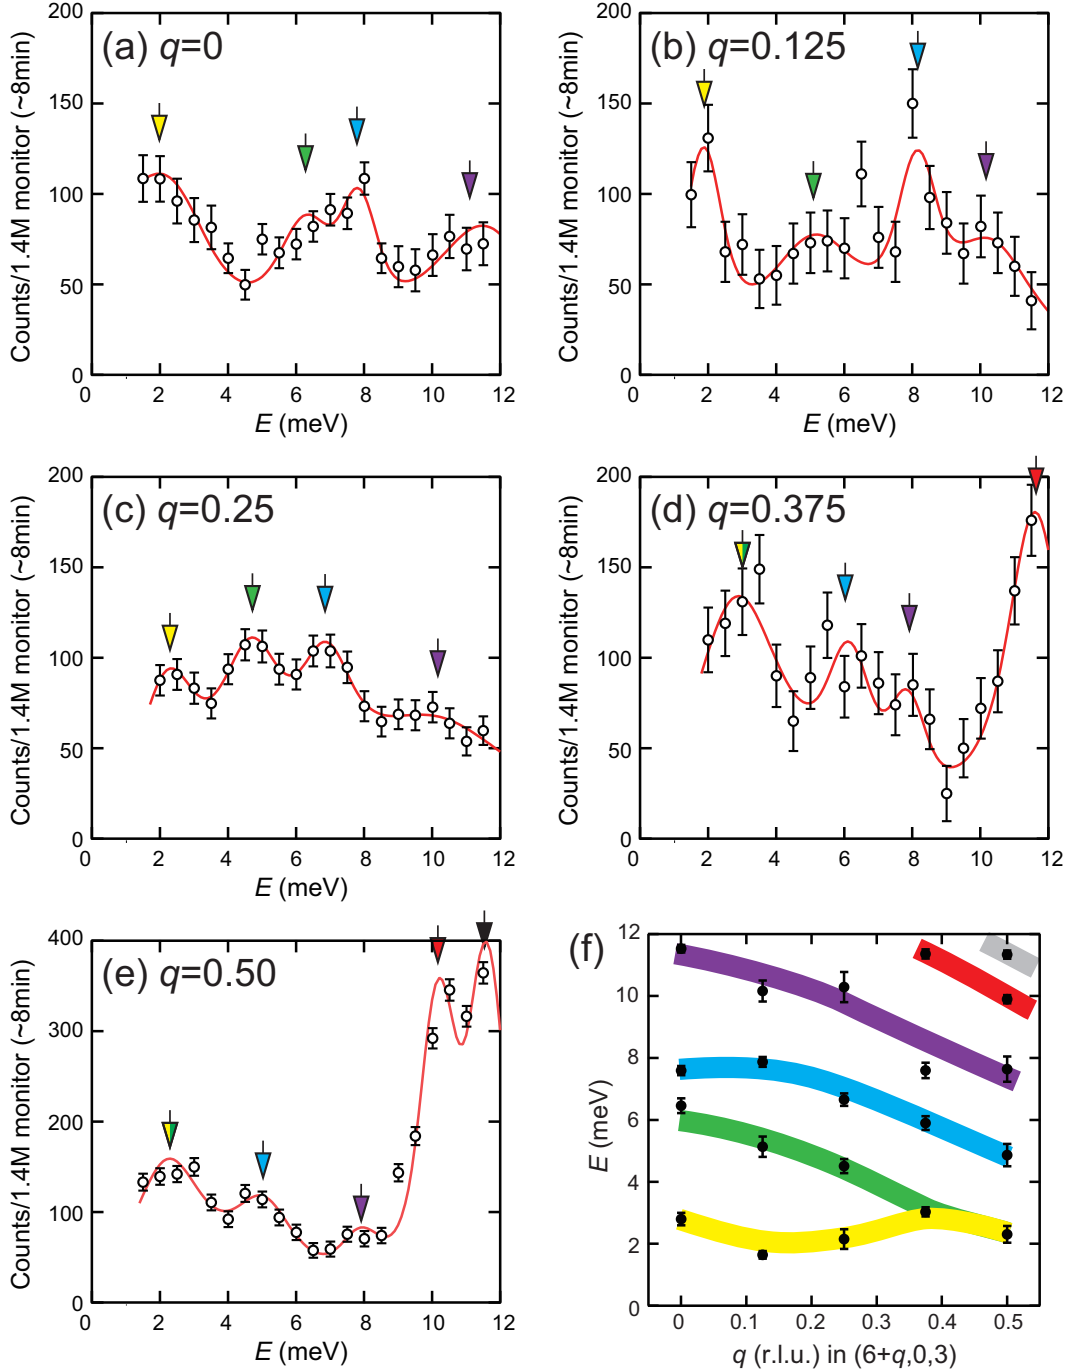 (a) q=0
200
150
100
50
0
Counts/1.4M monitor (~8min)
0 2 4 6 8 10 12
E (meV)
(b) q=0.125
200
150
100
50
0
Counts/1.4M monitor (~8min)
0 2 4 6 8 10 12
E (meV)
(c) q=0.25
200
150
100
50
0
Counts/1.4M monitor (~8min)
0 2 4 6 8 10 12
E (meV)
(d) q=0.375
200
150
100
50
0
Counts/1.4M monitor (~8min)
0 2 4 6 8 10 12
E (meV)
(e) q=0.50
400
300
200
100
0
Counts/1.4M monitor (~8min)
0 2 4 6 8 10 12
E (meV)
(f)
12
10
8
6
4
2
0
E (meV)
0 0.1 0.2 0.3 0.4 0.5
q (r.l.u.) in (6+q,0,3)